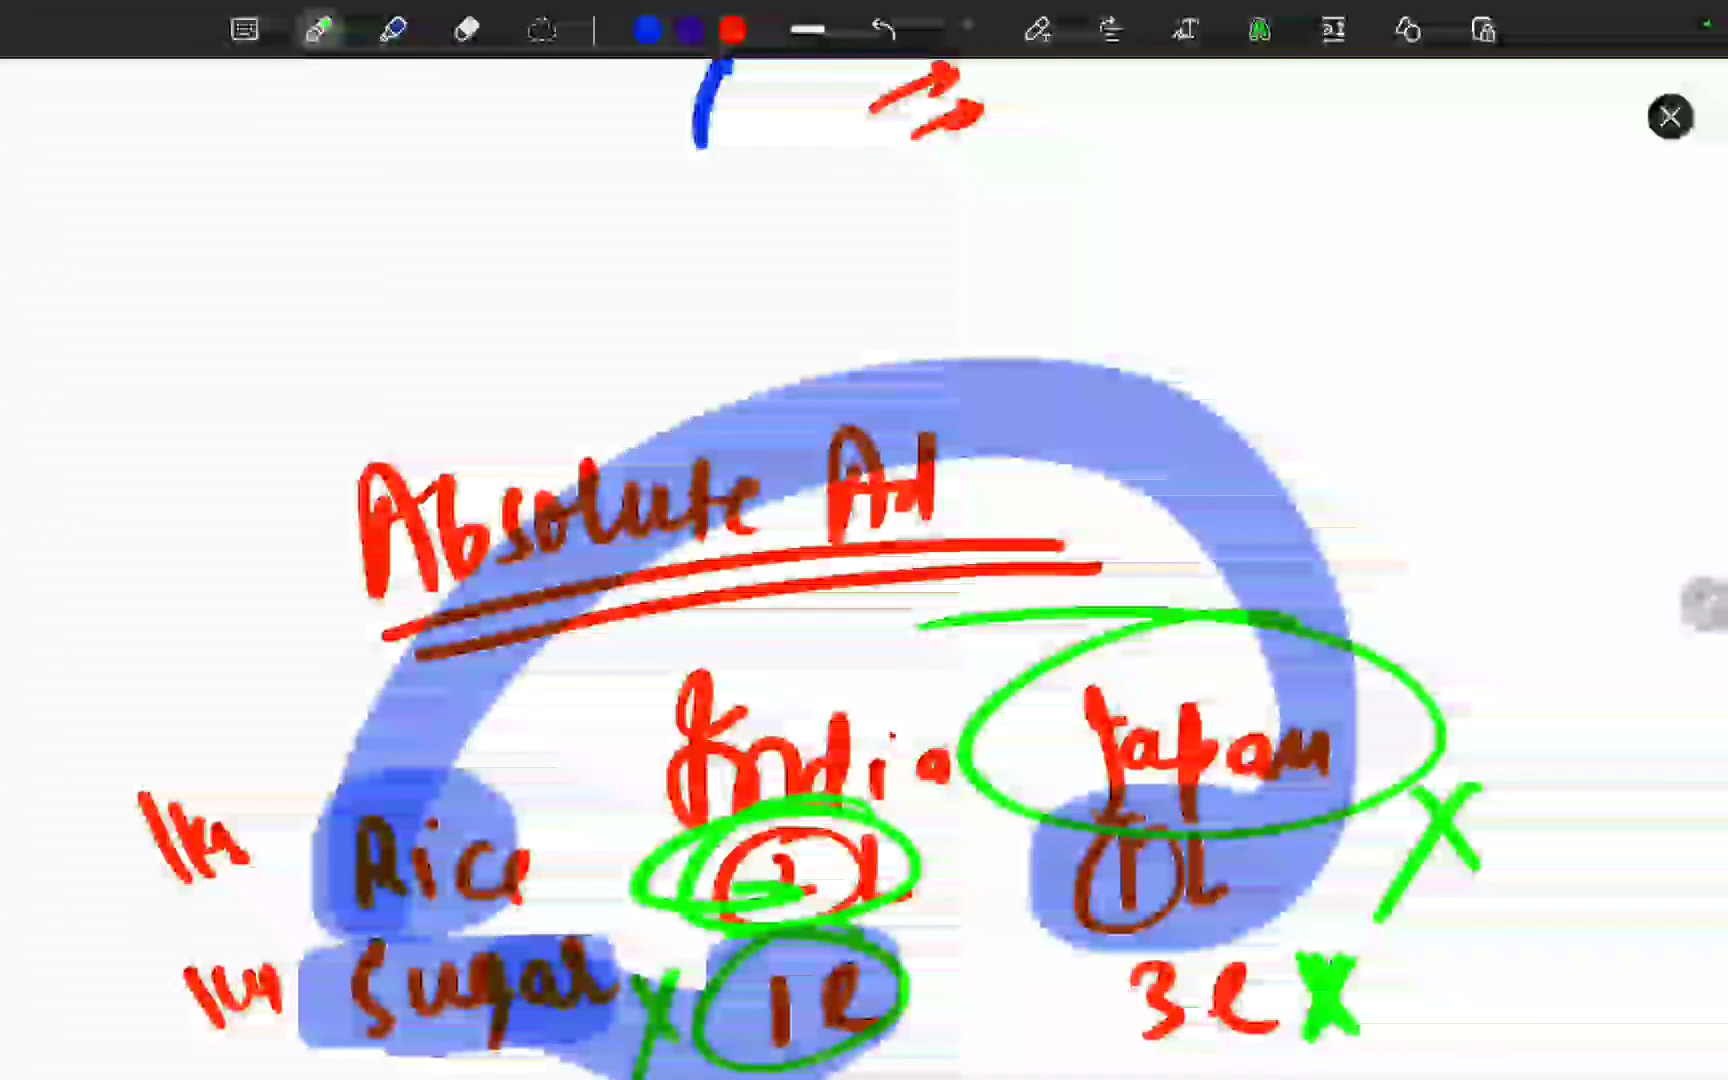 Absolute Ad
India Japan
1kg Rice 2L 1L
1kg Sugar X 1L 3L X